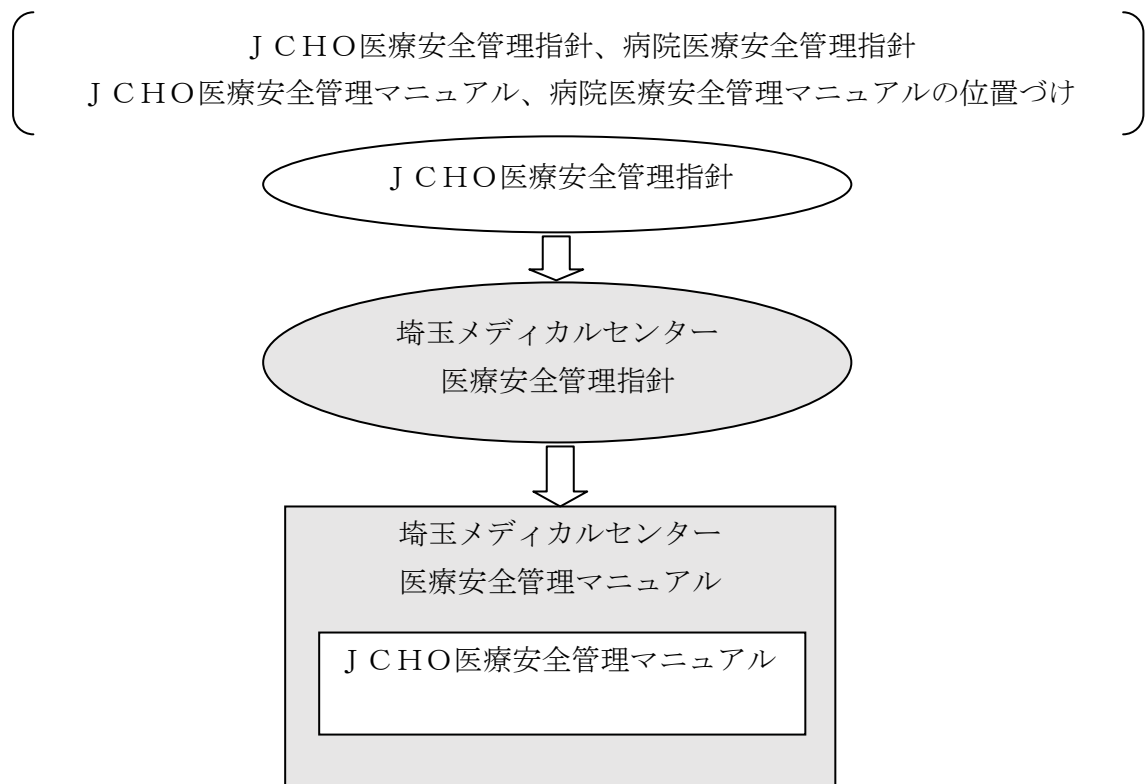 ＪＣＨＯ医療安全管理指針、病院医療安全管理指針
ＪＣＨＯ医療安全管理マニュアル、病院医療安全管理マニュアルの位置づけ
ＪＣＨＯ医療安全管理指針
埼玉メディカルセンター
医療安全管理指針
埼玉メディカルセンター
医療安全管理マニュアル
ＪＣＨＯ医療安全管理マニュアル